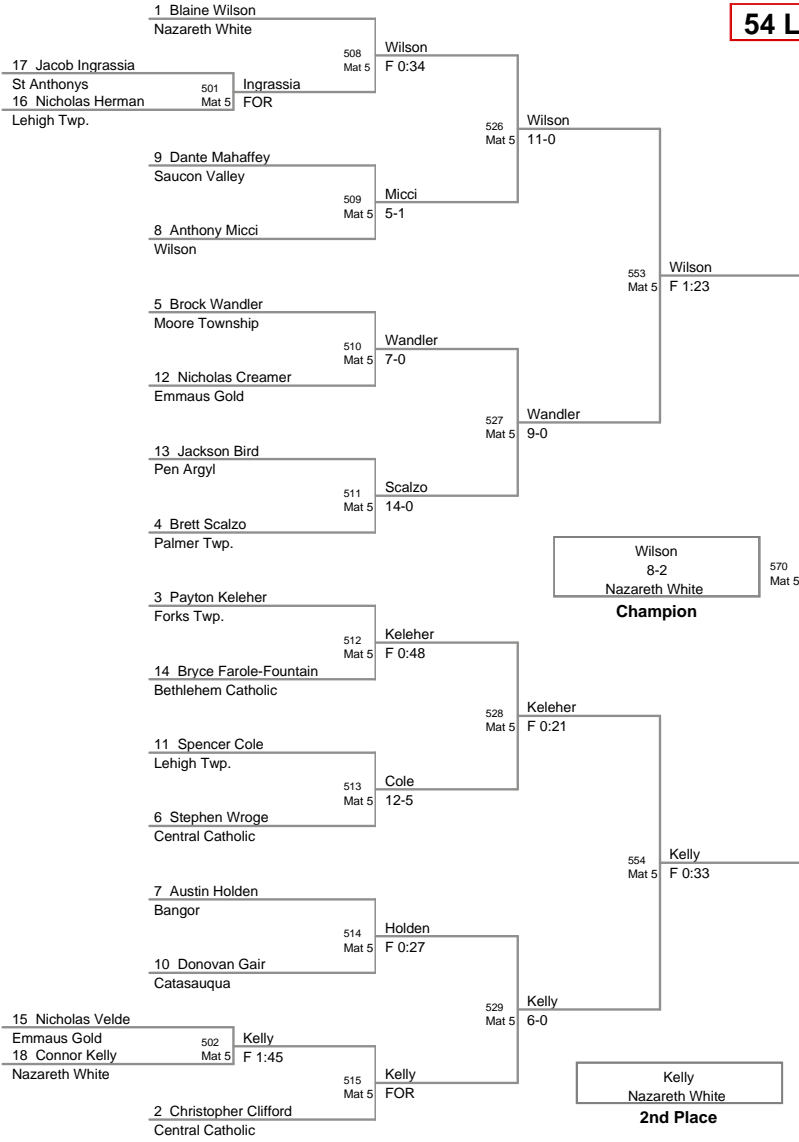 54 L
1 Blaine Wilson
Nazareth White
17 Jacob Ingrassia
St Anthonys
16 Nicholas Herman
Lehigh Twp.
501
Mat 5
Ingrassia
FOR
508
Mat 5
Wilson
F 0:34
9 Dante Mahaffey
Saucon Valley
8 Anthony Micci
Wilson
509
Mat 5
Micci
5-1
526
Mat 5
Wilson
11-0
5 Brock Wandler
Moore Township
12 Nicholas Creamer
Emmaus Gold
510
Mat 5
Wandler
7-0
13 Jackson Bird
Pen Argyl
4 Brett Scalzo
Palmer Twp.
511
Mat 5
Scalzo
14-0
527
Mat 5
Wandler
9-0
553
Mat 5
Wilson
F 1:23
Wilson
8-2
Nazareth White
Champion
570
Mat 5
3 Payton Keleher
Forks Twp.
14 Bryce Farole-Fountain
Bethlehem Catholic
512
Mat 5
Keleher
F 0:48
11 Spencer Cole
Lehigh Twp.
6 Stephen Wroge
Central Catholic
513
Mat 5
Cole
12-5
528
Mat 5
Keleher
F 0:21
7 Austin Holden
Bangor
10 Donovan Gair
Catasauqua
514
Mat 5
Holden
F 0:27
15 Nicholas Velde
Emmaus Gold
18 Connor Kelly
Nazareth White
502
Mat 5
Kelly
F 1:45
2 Christopher Clifford
Central Catholic
515
Mat 5
Kelly
FOR
529
Mat 5
Kelly
6-0
554
Mat 5
Kelly
F 0:33
Kelly
Nazareth White
2nd Place